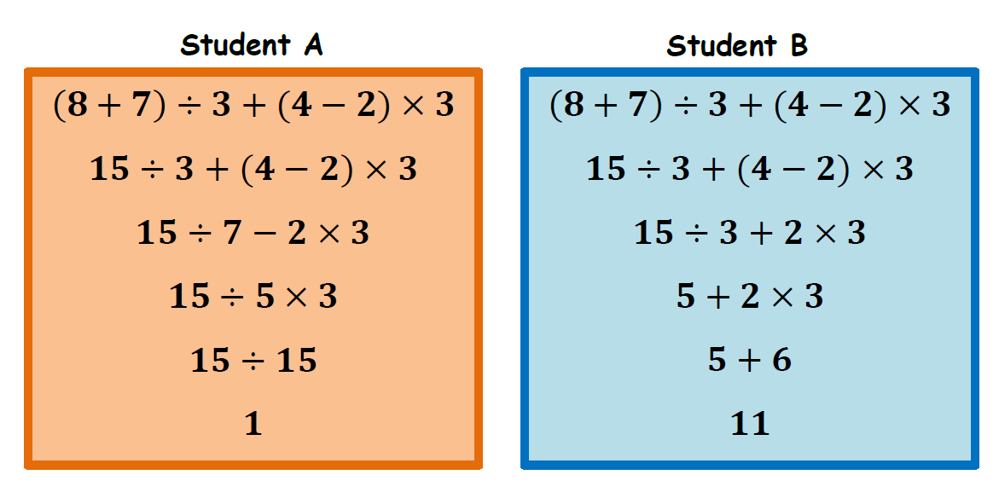 Student A
(8 + 7) ÷ 3 + (4 − 2) × 3
15 ÷ 3 + (4 − 2) × 3
15 ÷ 7 − 2 × 3
15 ÷ 5 × 3
15 ÷ 15
1
Student B
(8 + 7) ÷ 3 + (4 − 2) × 3
15 ÷ 3 + (4 − 2) × 3
15 ÷ 3 + 2 × 3
5 + 2 × 3
5 + 6
11